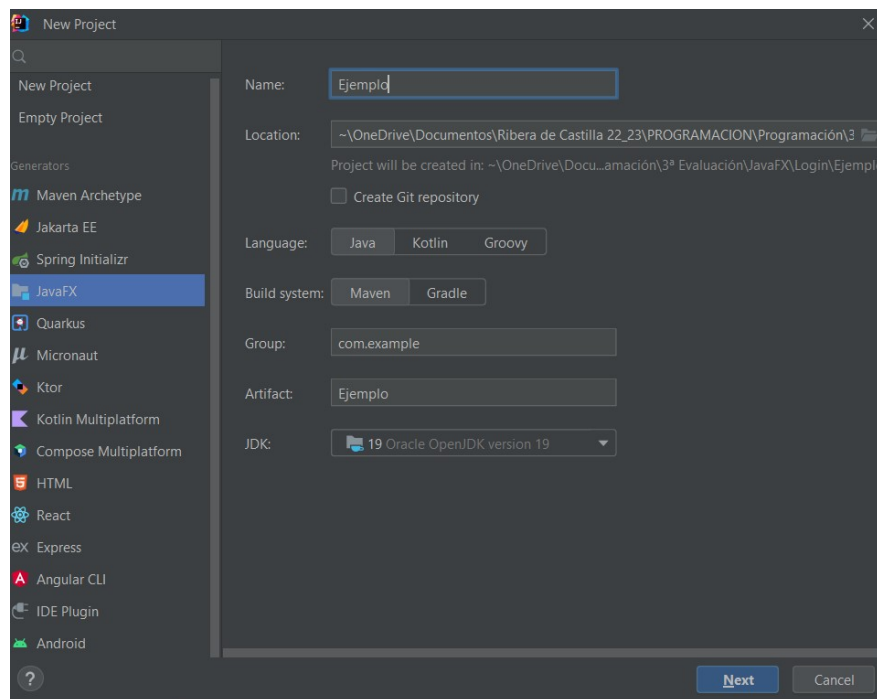 New Project
New Project
Empty Project
Generators
Maven Archetype
Jakarta EE
Spring Initializr
JavaFX
Quarkus
Micronaut
Ktor
Kotlin Multiplatform
Compose Multiplatform
HTML
React
Express
Angular CLI
IDE Plugin
Android
Name: Ejemplo
Location: ~\OneDrive\Documentos\Ribera de Castilla 22_23\PROGRAMACION\Programación\3
Project will be created in: ~\OneDrive\Docu...amación\3ª Evaluación\JavaFX\Login\Ejempl
Create Git repository
Language: Java Kotlin Groovy
Build system: Maven Gradle
Group: com.example
Artifact: Ejemplo
JDK: 19 Oracle OpenJDK version 19
? Next Cancel